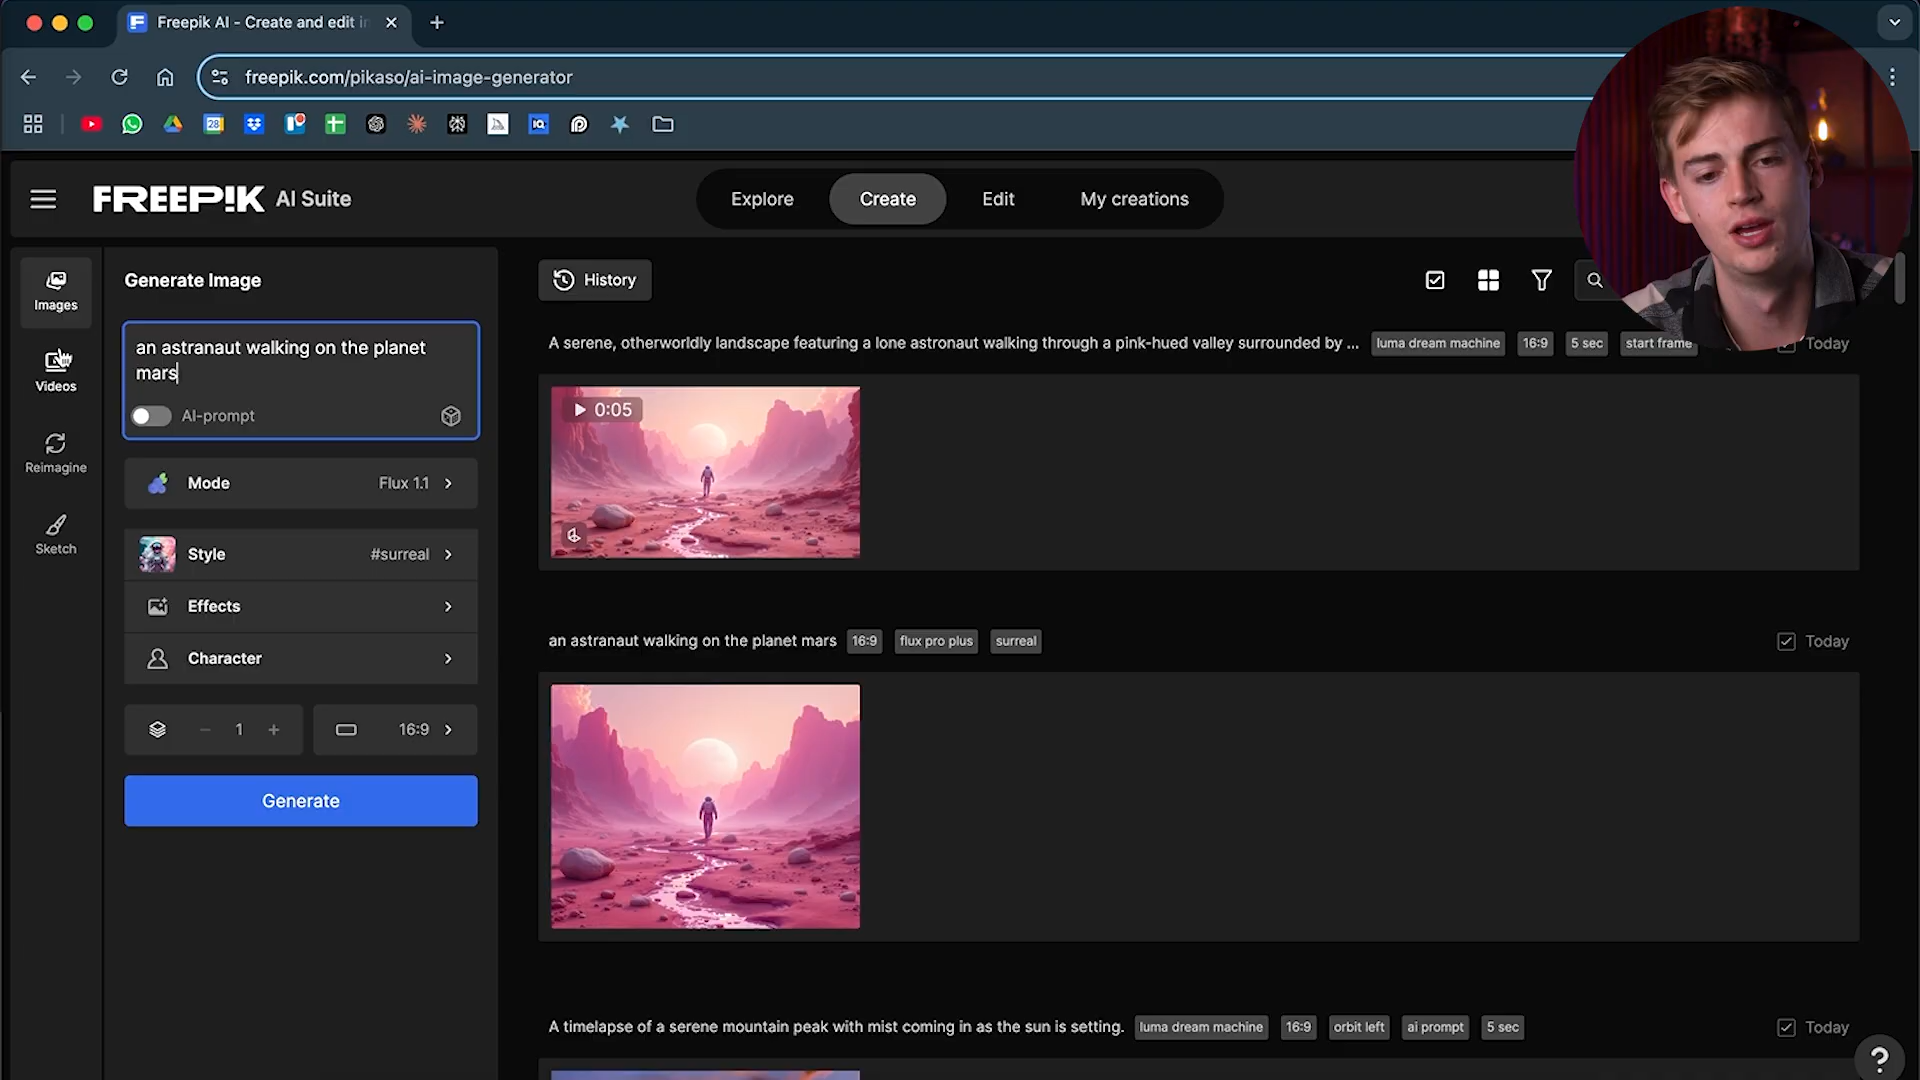 Freepik AI - Create and edit in
freepik.com/pikaso/ai-image-generator
28
IQ
FREEP!K AI Suite
Explore
Create
Edit
My creations
Images
Videos
Reimagine
Sketch
Generate Image
an astranaut walking on the planet
mars
AI-prompt
Mode
Flux 1.1
Style
#surreal
Effects
Character
1
16:9
Generate
History
A serene, otherworldly landscape featuring a lone astronaut walking through a pink-hued valley surrounded by ...
luma dream machine
16:9
5 sec
start frame
Today
0:05
an astranaut walking on the planet mars
16:9
flux pro plus
surreal
Today
A timelapse of a serene mountain peak with mist coming in as the sun is setting.
luma dream machine
16:9
orbit left
ai prompt
5 sec
Today
?